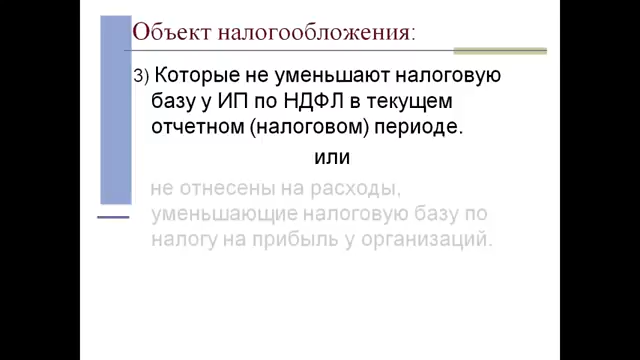 Объект налогообложения:
3) Которые не уменьшают налоговую
базу у ИП по НДФЛ в текущем
отчетном (налоговом) периоде.
или
не отнесены на расходы,
уменьшающие налоговую базу по
налогу на прибыль у организаций.